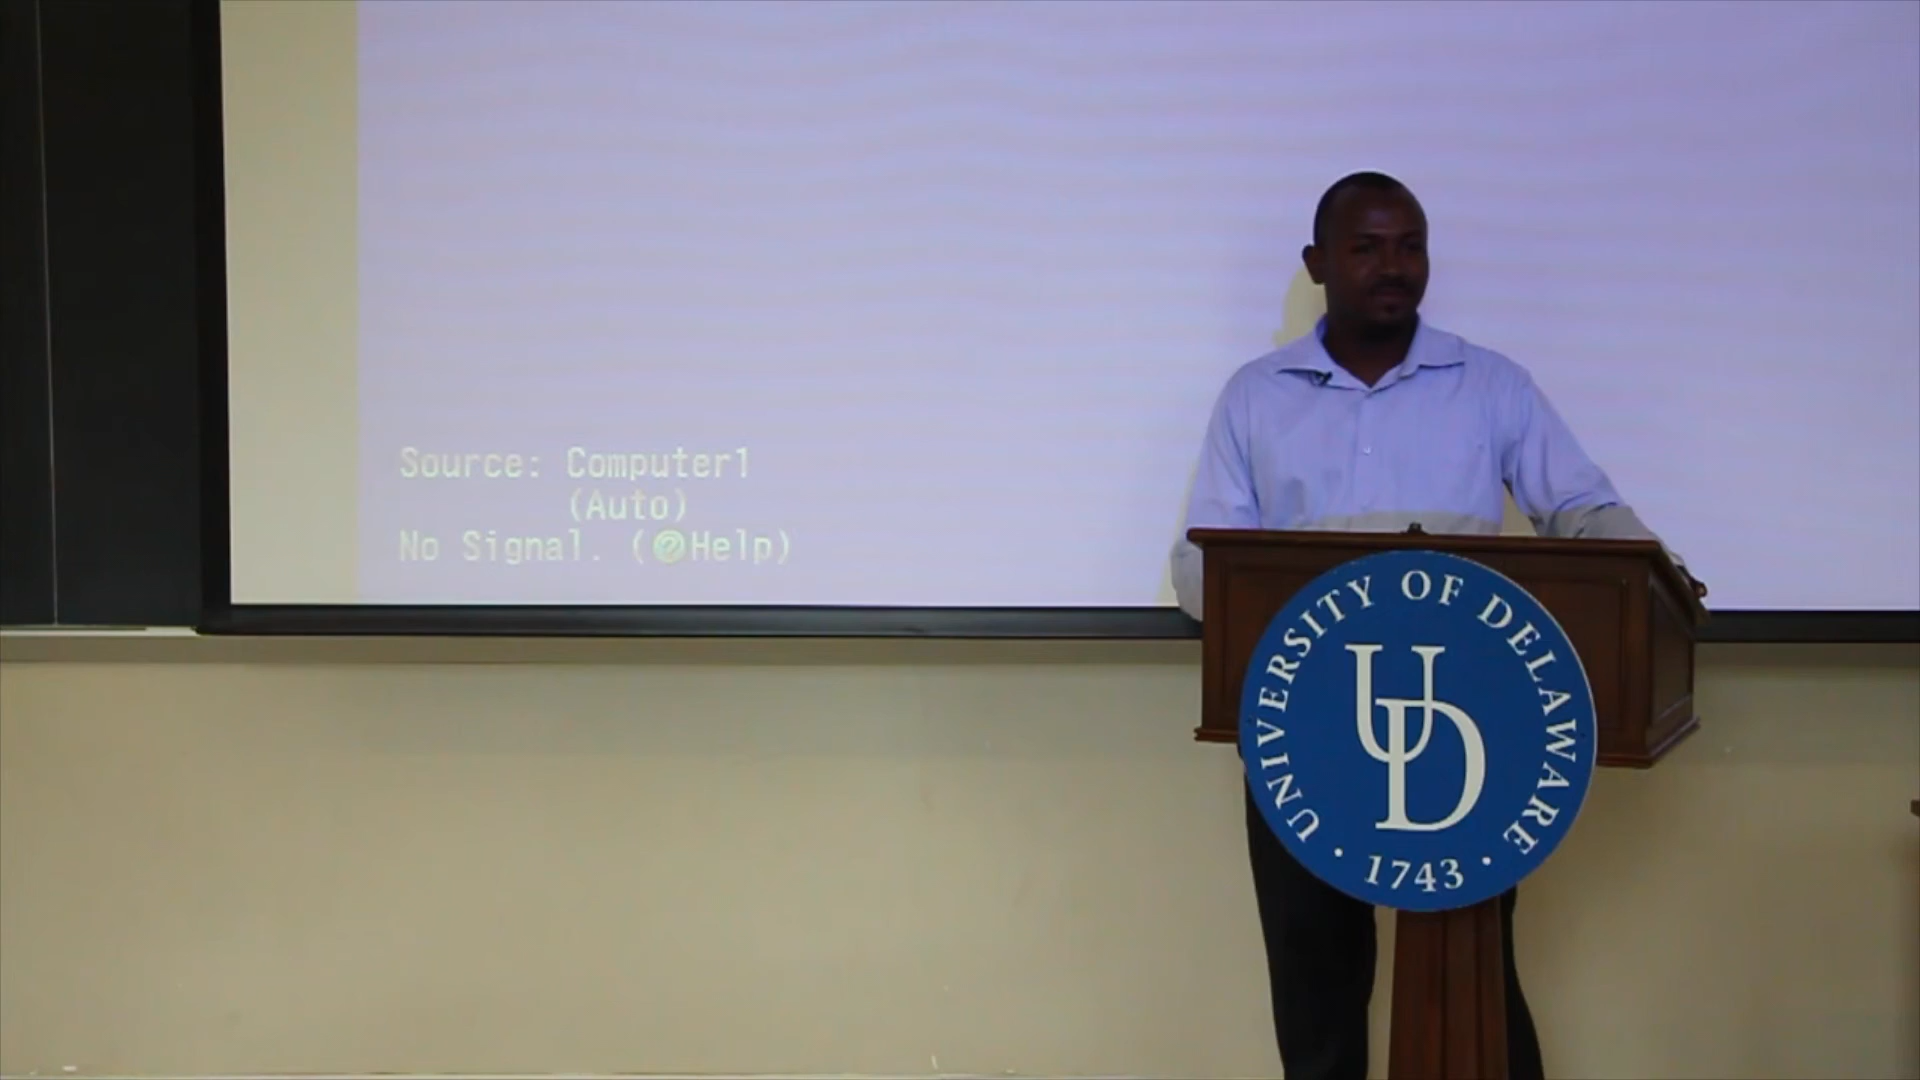 Source: Computer1
(Auto)
No Signal. (?Help)
UNIVERSITY OF DELAWARE
UD
• 1743 •